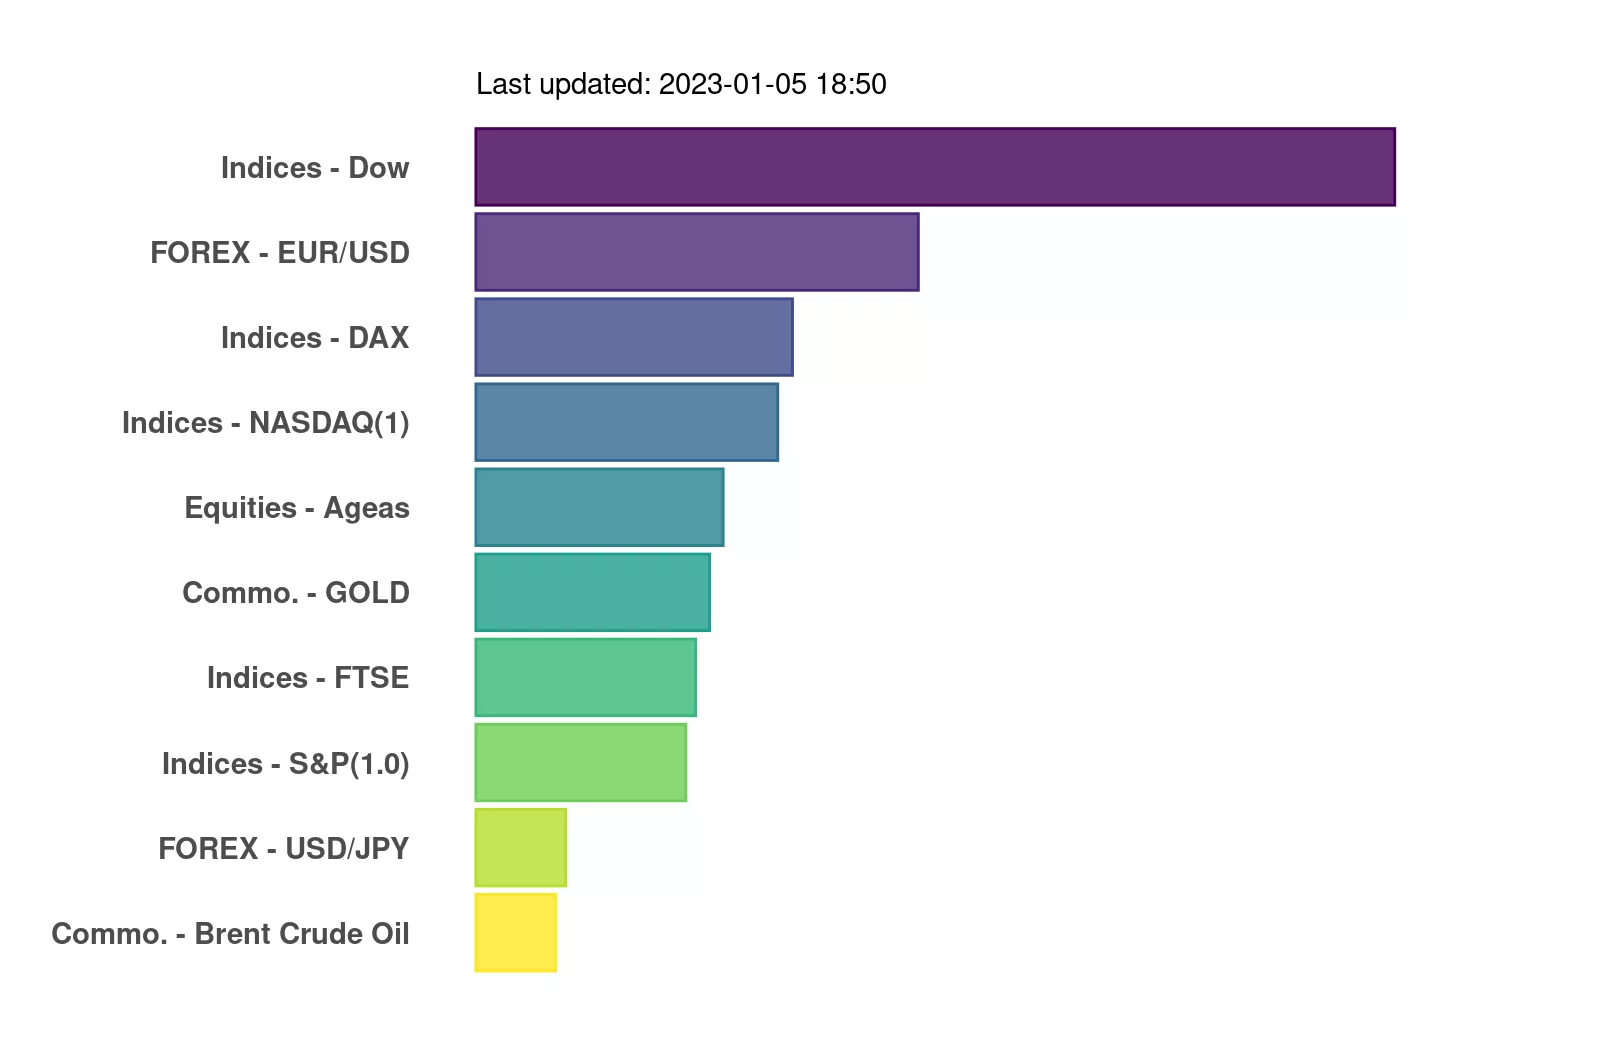 Last updated: 2023-01-05 18:50
Indices - Dow
FOREX - EUR/USD
Indices - DAX
Indices - NASDAQ(1)
Equities - Ageas
Commo. - GOLD
Indices - FTSE
Indices - S&P(1.0)
FOREX - USD/JPY
Commo. - Brent Crude Oil